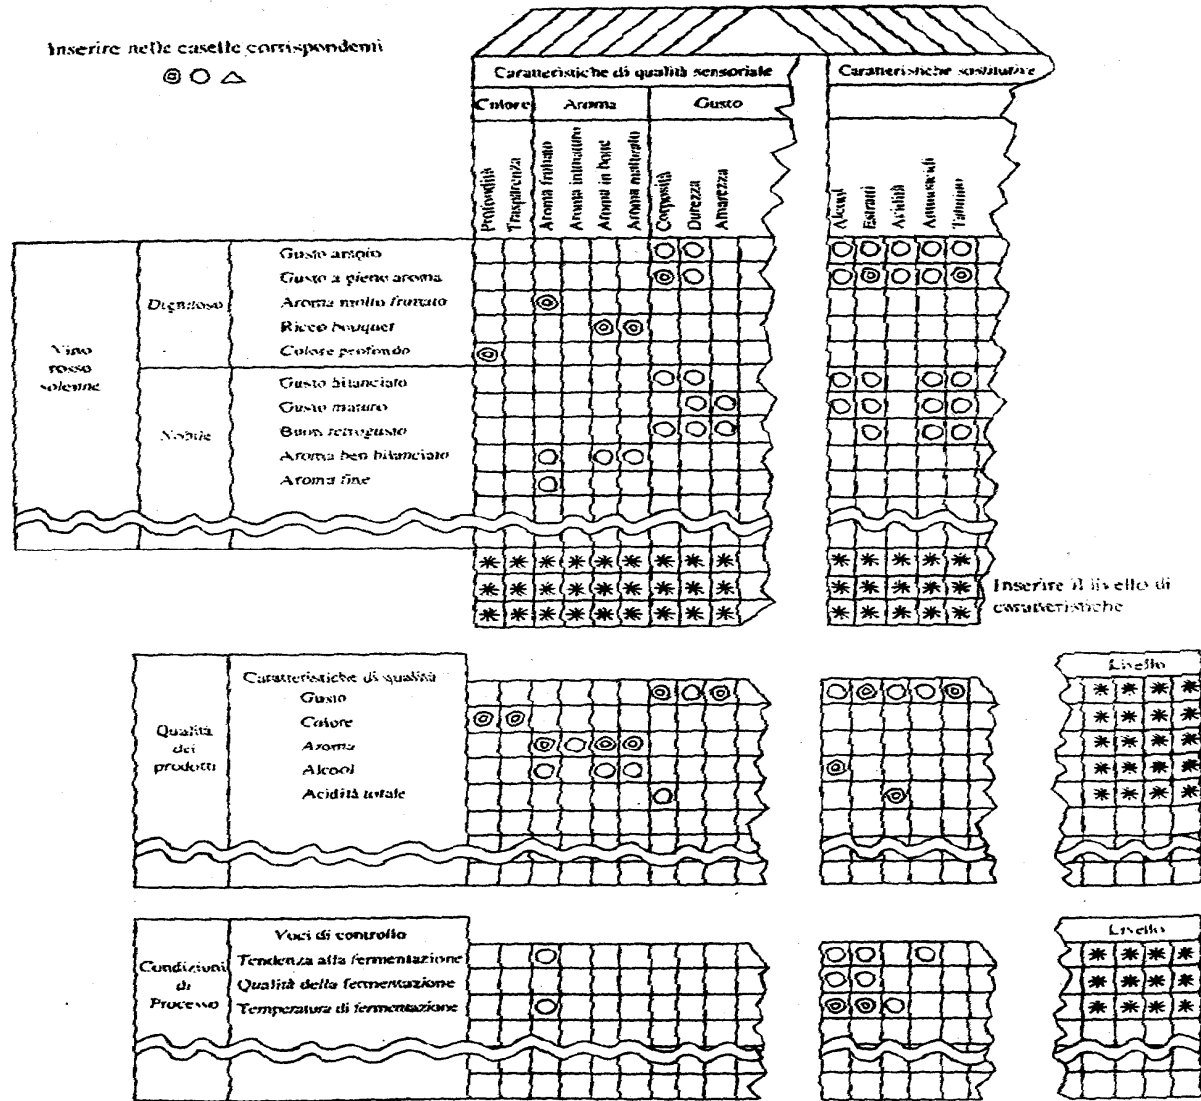 Inserire nelle caselle corrispondenti
◎ ○ △
Caratteristiche di qualità sensoriale
Caratteristiche sostitutive
Colore
Aroma
Gusto
Profondità
Trasparenza
Aroma fruttato
Aroma immaturo
Aroma in botte
Aroma maturato
Corposità
Durezza
Amarezza
Alcool
Estratti
Acidità
Aminoacidi
Tannino
Vino
rosso
solenne
Dignitoso
Gusto ampio
Gusto a pieno aroma
Aroma molto fruttato
Ricco bouquet
Colore profondo
Nobile
Gusto bilanciato
Gusto maturo
Buon retrogusto
Aroma ben bilanciato
Aroma fine
Inserire il livello di
caratteristiche
Qualità
dei
prodotti
Caratteristiche di qualità
Gusto
Colore
Aroma
Alcool
Acidità totale
Livello
Condizioni
di
Processo
Voci di controllo
Tendenza alla fermentazione
Qualità della fermentazione
Temperatura di fermentazione
Livello